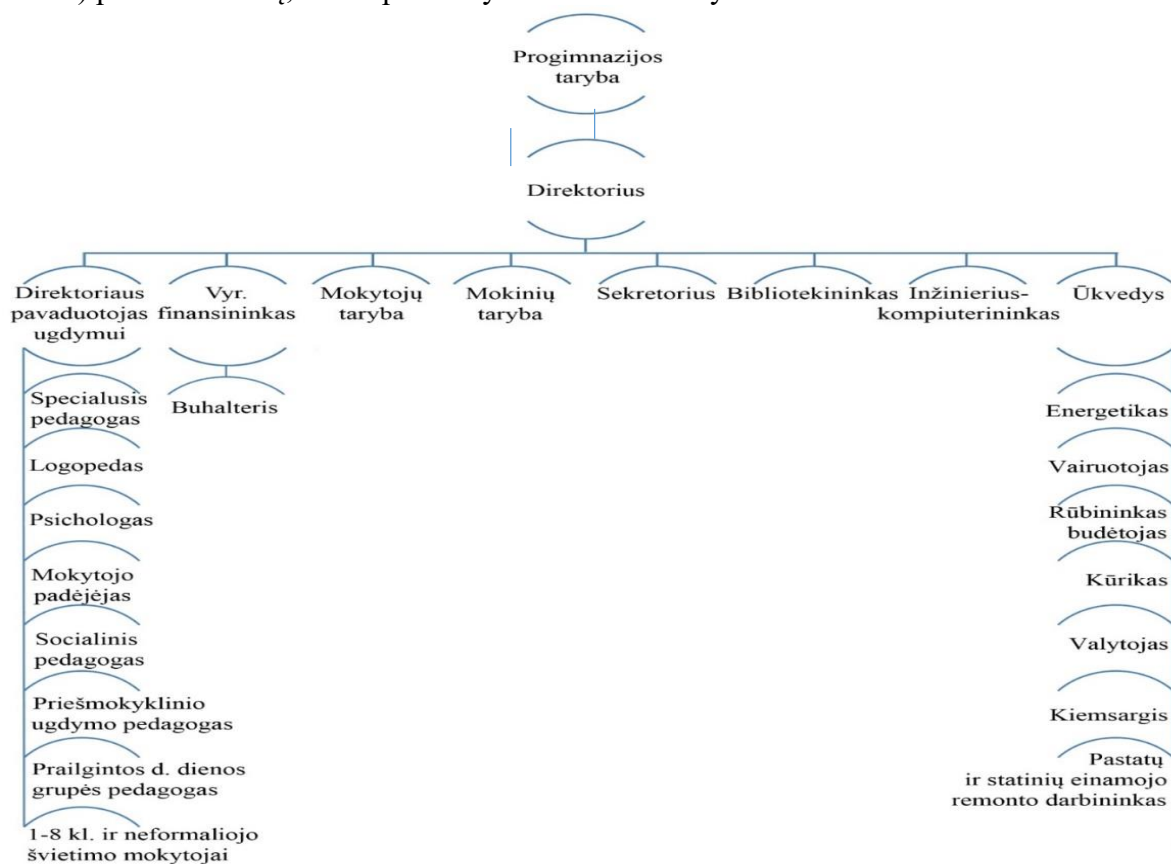 Progimnazijos
taryba
Direktorius
Direktoriaus
pavaduotojas
ugdymui
Vyr.
finansininkas
Mokytojų
taryba
Mokinių
taryba
Sekretorius
Bibliotekininkas
Inžinierius-
kompiuterininkas
Ūkvedys
Specialusis
pedagogas
Logopedas
Psichologas
Mokytojo
padėjėjas
Socialinis
pedagogas
Priešmokyklinio
ugdymo pedagogas
Prailgintos d. dienos
grupės pedagogas
1-8 kl. ir neformaliojo
švietimo mokytojai
Buhalteris
Energetikas
Vairuotojas
Rūbininkas
budėtojas
Kūrikas
Valytojas
Kiemsargis
Pastatų
ir statinių einamojo
remonto darbininkas